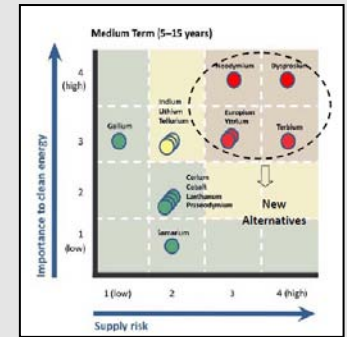 Medium Term [5–15 years)
Importance to clean energy
4
(high)
3
2
1
(low)
Neodymium
Dysprosium
Indium
Lithium
Tellurium
Europium
Yttrium
Gallium
Terbium
Cerium
Cobalt
Lanthanum
Praseodymium
New
Alternatives
Samarium
1 (low)
2
3
4 (high)
Supply risk